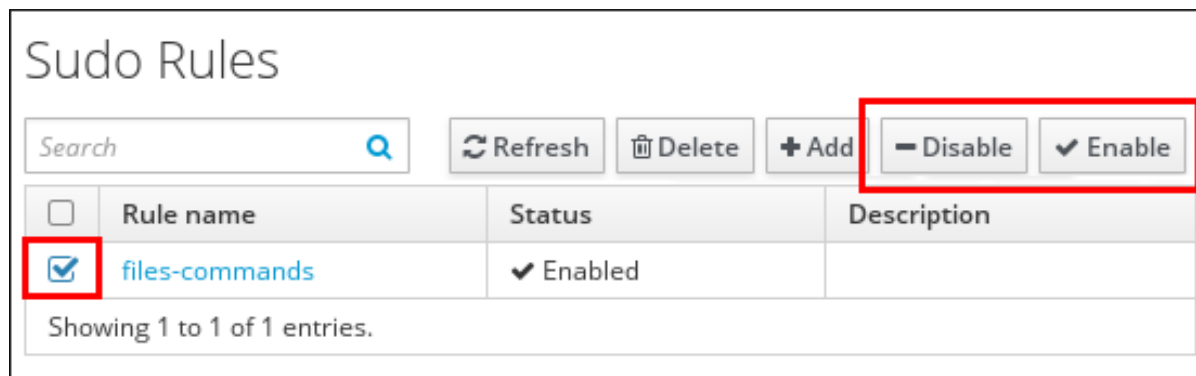 Sudo Rules
Search Refresh Delete Add Disable Enable
Rule name Status Description
files-commands Enabled
Showing 1 to 1 of 1 entries.